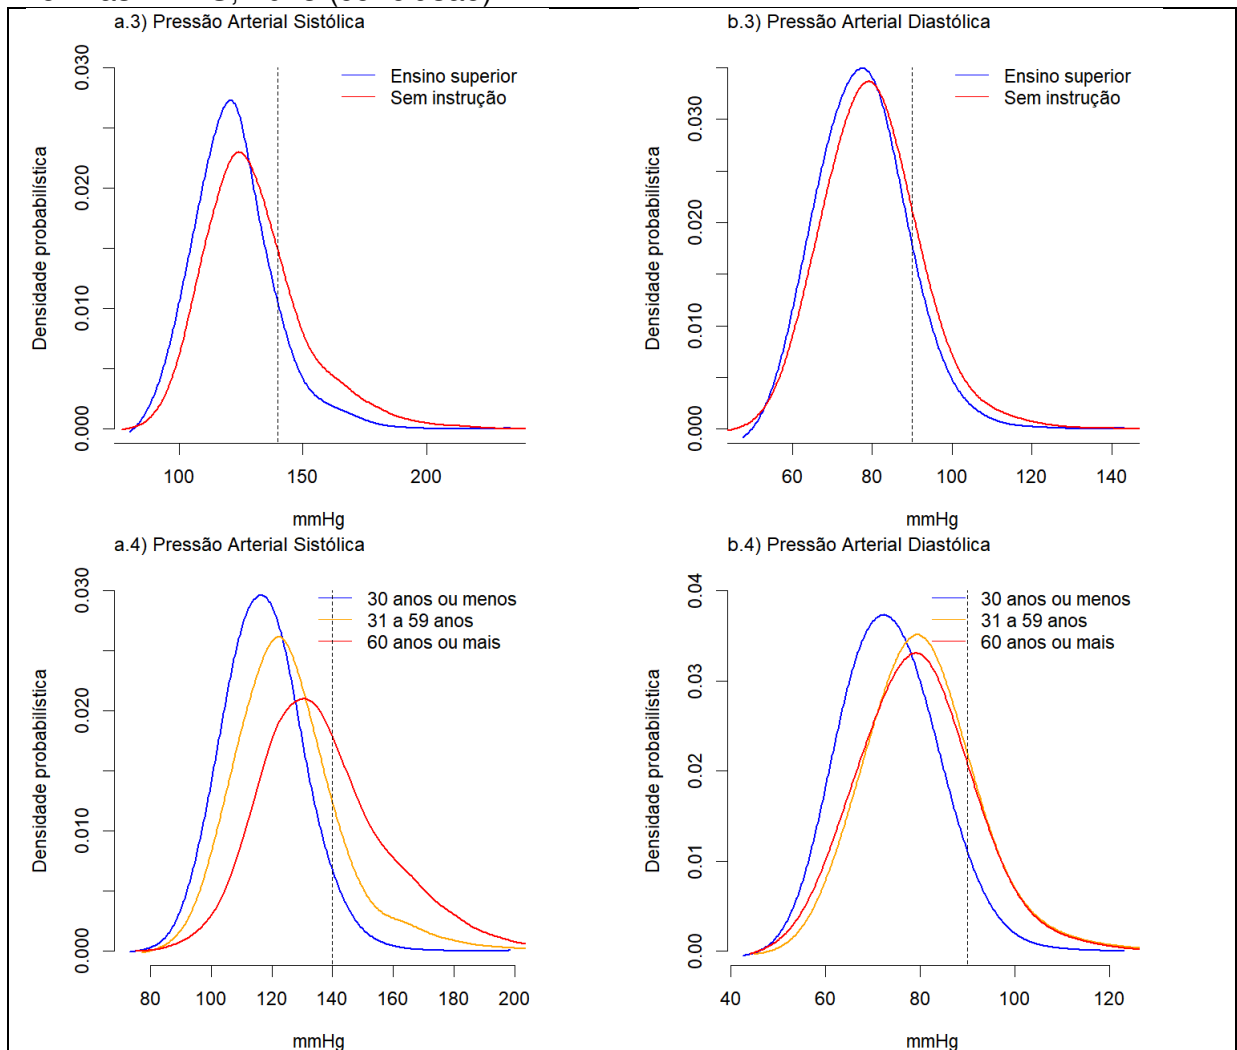 a.3) Pressão Arterial Sistólica
Densidade probabilística
0.030
0.020
0.010
0.000
Ensino superior
Sem instrução
100
150
200
mmHg
b.3) Pressão Arterial Diastólica
Densidade probabilística
0.030
0.020
0.010
0.000
Ensino superior
Sem instrução
60
80
100
120
140
mmHg
a.4) Pressão Arterial Sistólica
Densidade probabilística
0.030
0.020
0.010
0.000
30 anos ou menos
31 a 59 anos
60 anos ou mais
80
100
120
140
160
180
200
mmHg
b.4) Pressão Arterial Diastólica
Densidade probabilística
0.04
0.03
0.02
0.01
0.00
30 anos ou menos
31 a 59 anos
60 anos ou mais
40
60
80
100
120
mmHg